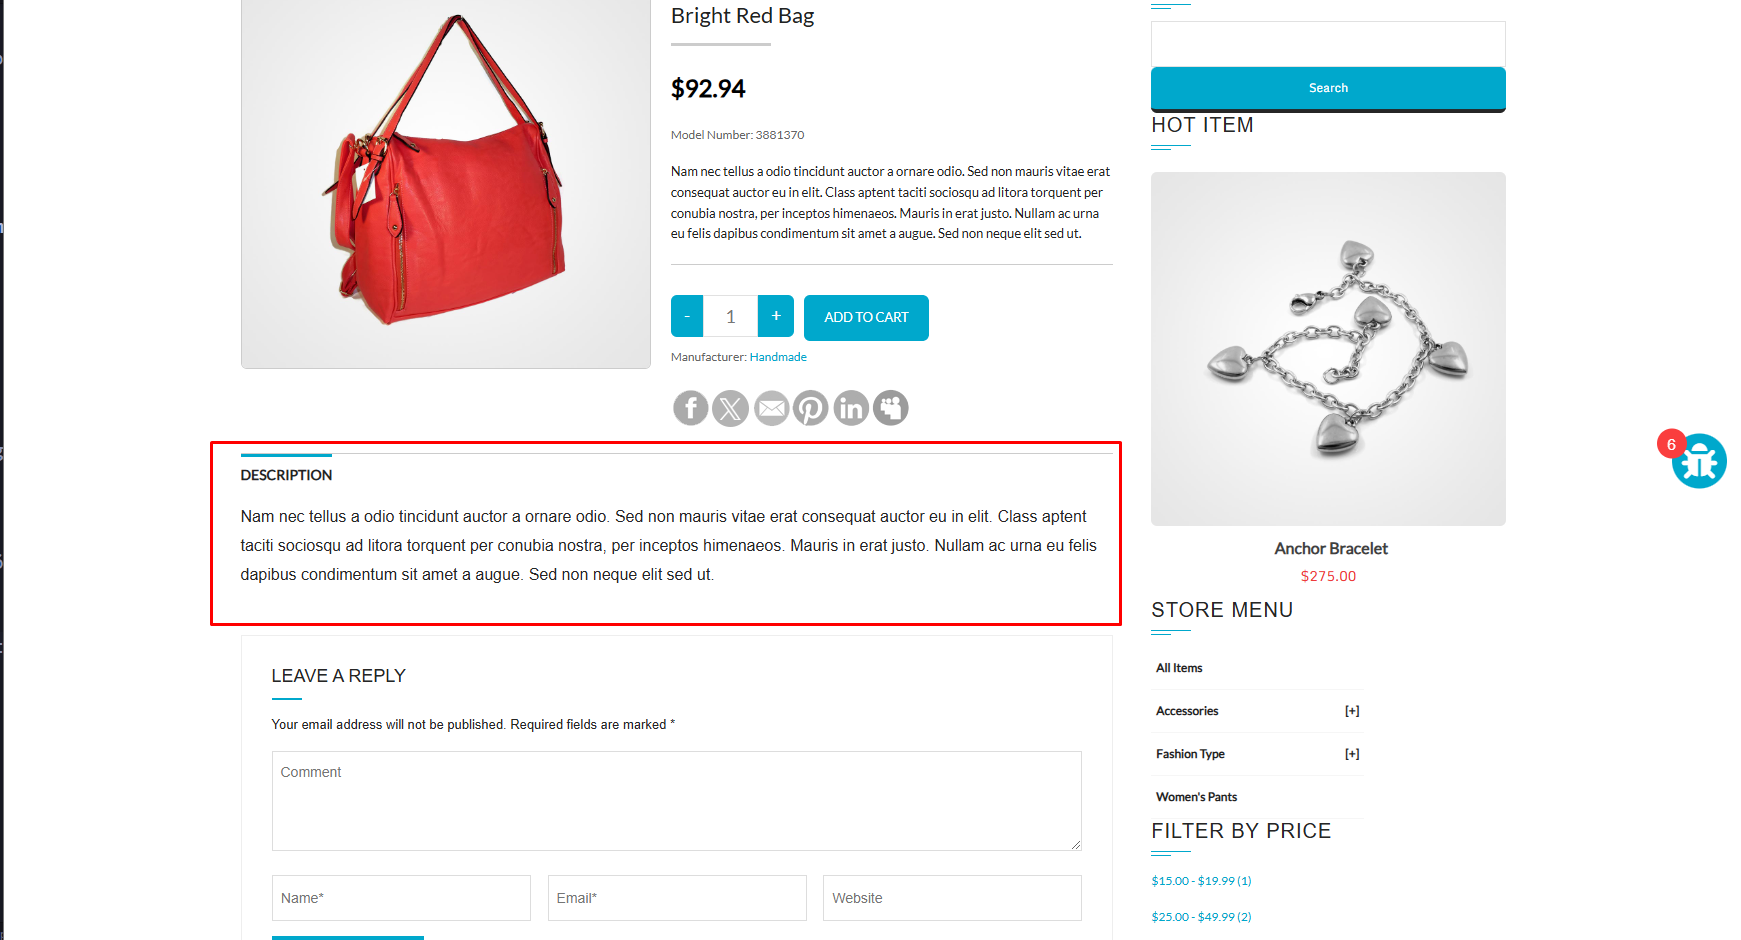 Bright Red Bag
$92.94
Model Number: 3881370
Nam nec tellus a odio tincidunt auctor a ornare odio. Sed non mauris vitae erat
consequat auctor eu in elit. Class aptent taciti sociosqu ad litora torquent per
conubia nostra, per inceptos himenaeos. Mauris in erat justo. Nullam ac urna
eu felis dapibus condimentum sit amet a augue. Sed non neque elit sed ut.
- 1 + ADD TO CART
Manufacturer: Handmade
DESCRIPTION
Nam nec tellus a odio tincidunt auctor a ornare odio. Sed non mauris vitae erat consequat auctor eu in elit. Class aptent
taciti sociosqu ad litora torquent per conubia nostra, per inceptos himenaeos. Mauris in erat justo. Nullam ac urna eu felis
dapibus condimentum sit amet a augue. Sed non neque elit sed ut.
LEAVE A REPLY
Your email address will not be published. Required fields are marked *
Comment
Name*
Email*
Website
Search
HOT ITEM
Anchor Bracelet
$275.00
STORE MENU
All Items
Accessories [+]
Fashion Type [+]
Women's Pants
FILTER BY PRICE
$15.00 - $19.99 (1)
$25.00 - $49.99 (2)
6